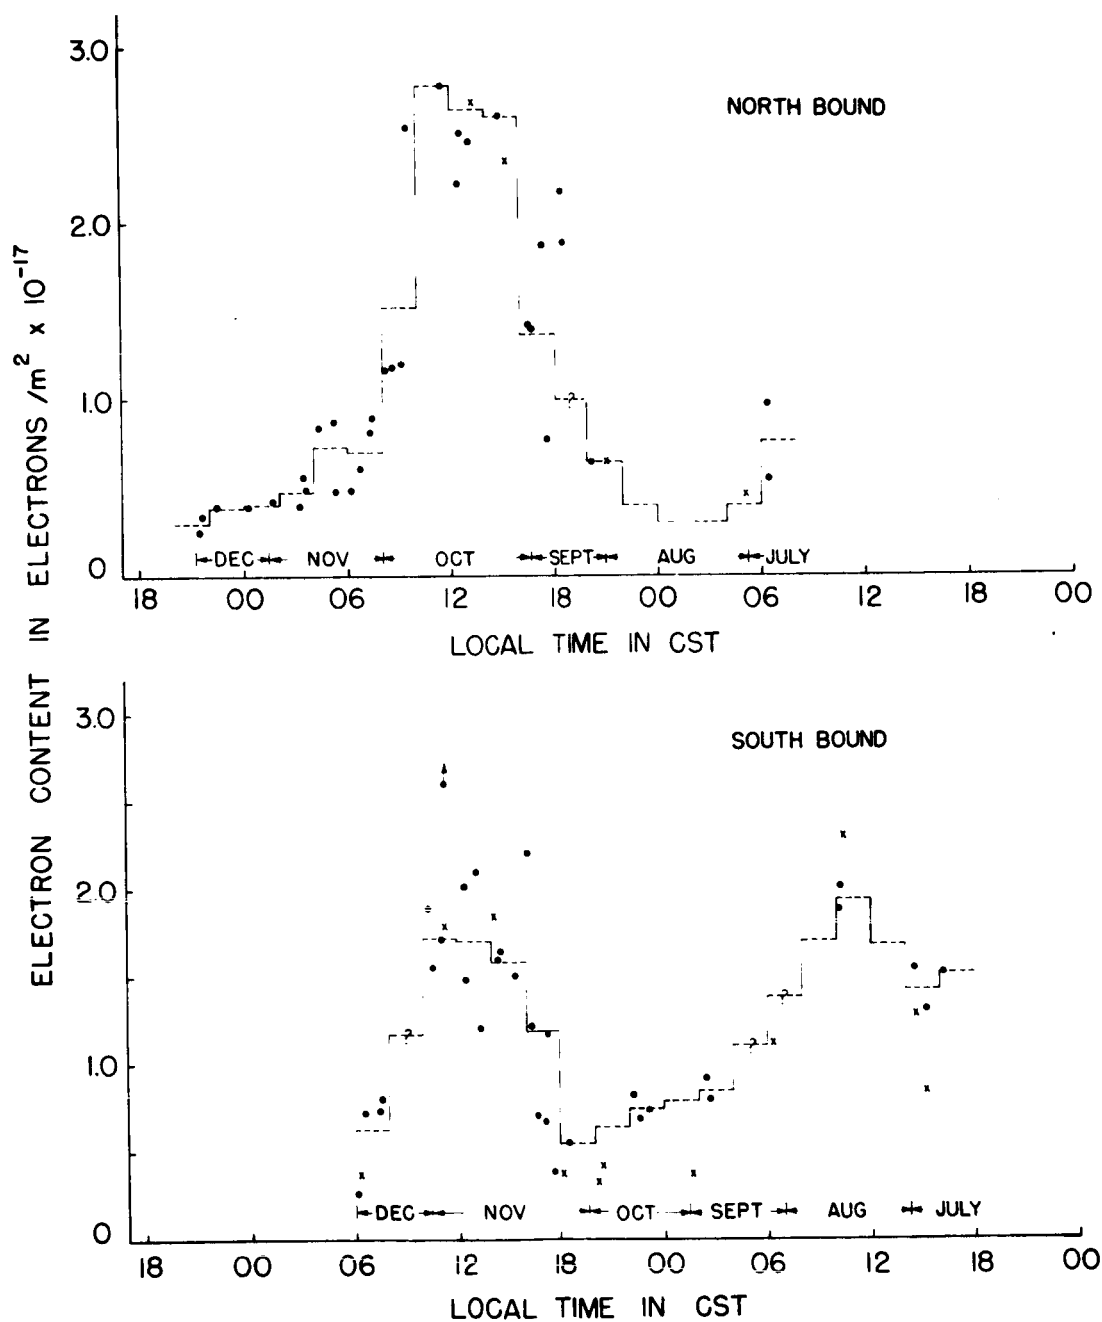 ELECTRON CONTENT IN ELECTRONS /m² x 10⁻¹⁷
NORTH BOUND
3.0
2.0
1.0
0
?
DEC NOV OCT SEPT AUG JULY
18 00 06 12 18 00 06 12 18 00
LOCAL TIME IN CST
SOUTH BOUND
3.0
2.0
1.0
0
? ? ?
DEC NOV OCT SEPT AUG JULY
18 00 06 12 18 00 06 12 18 00
LOCAL TIME IN CST